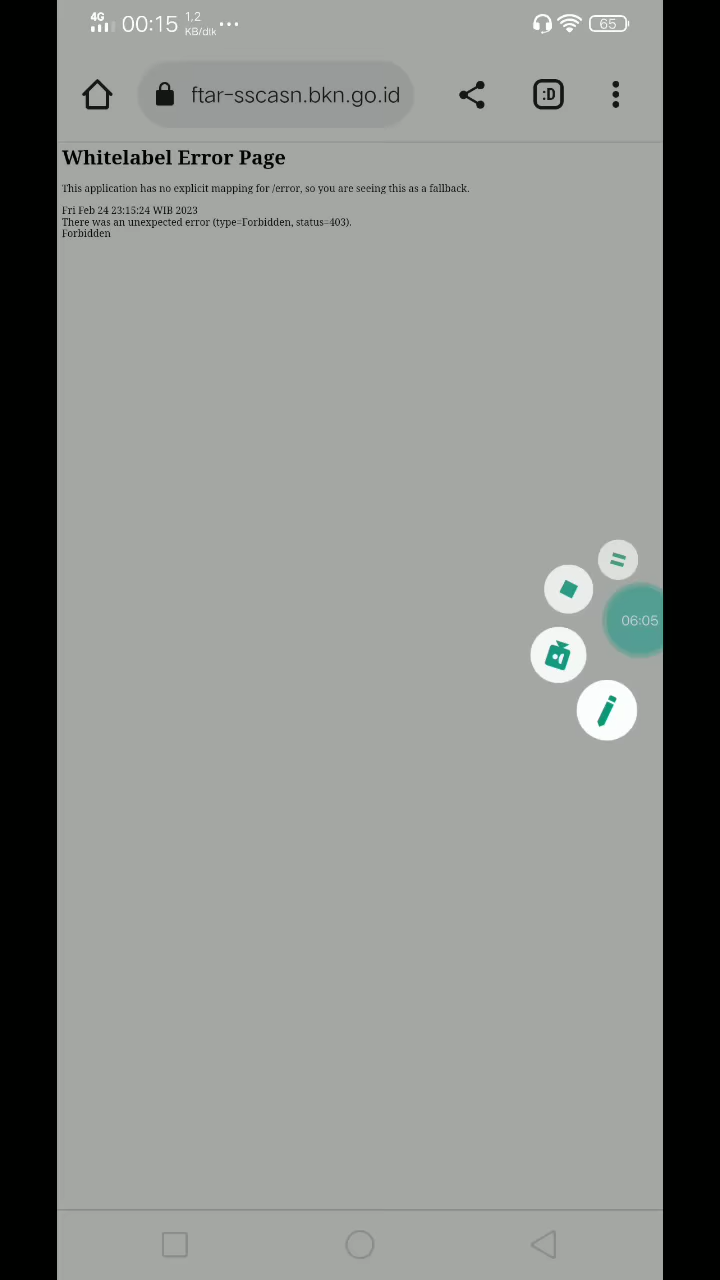 4G 00:15 1,2 KB/dtk ...
65
ftar-sscasn.bkn.go.id
:D
Whitelabel Error Page
This application has no explicit mapping for /error, so you are seeing this as a fallback.
Fri Feb 24 23:15:24 WIB 2023
There was an unexpected error (type=Forbidden, status=403).
Forbidden
06:05